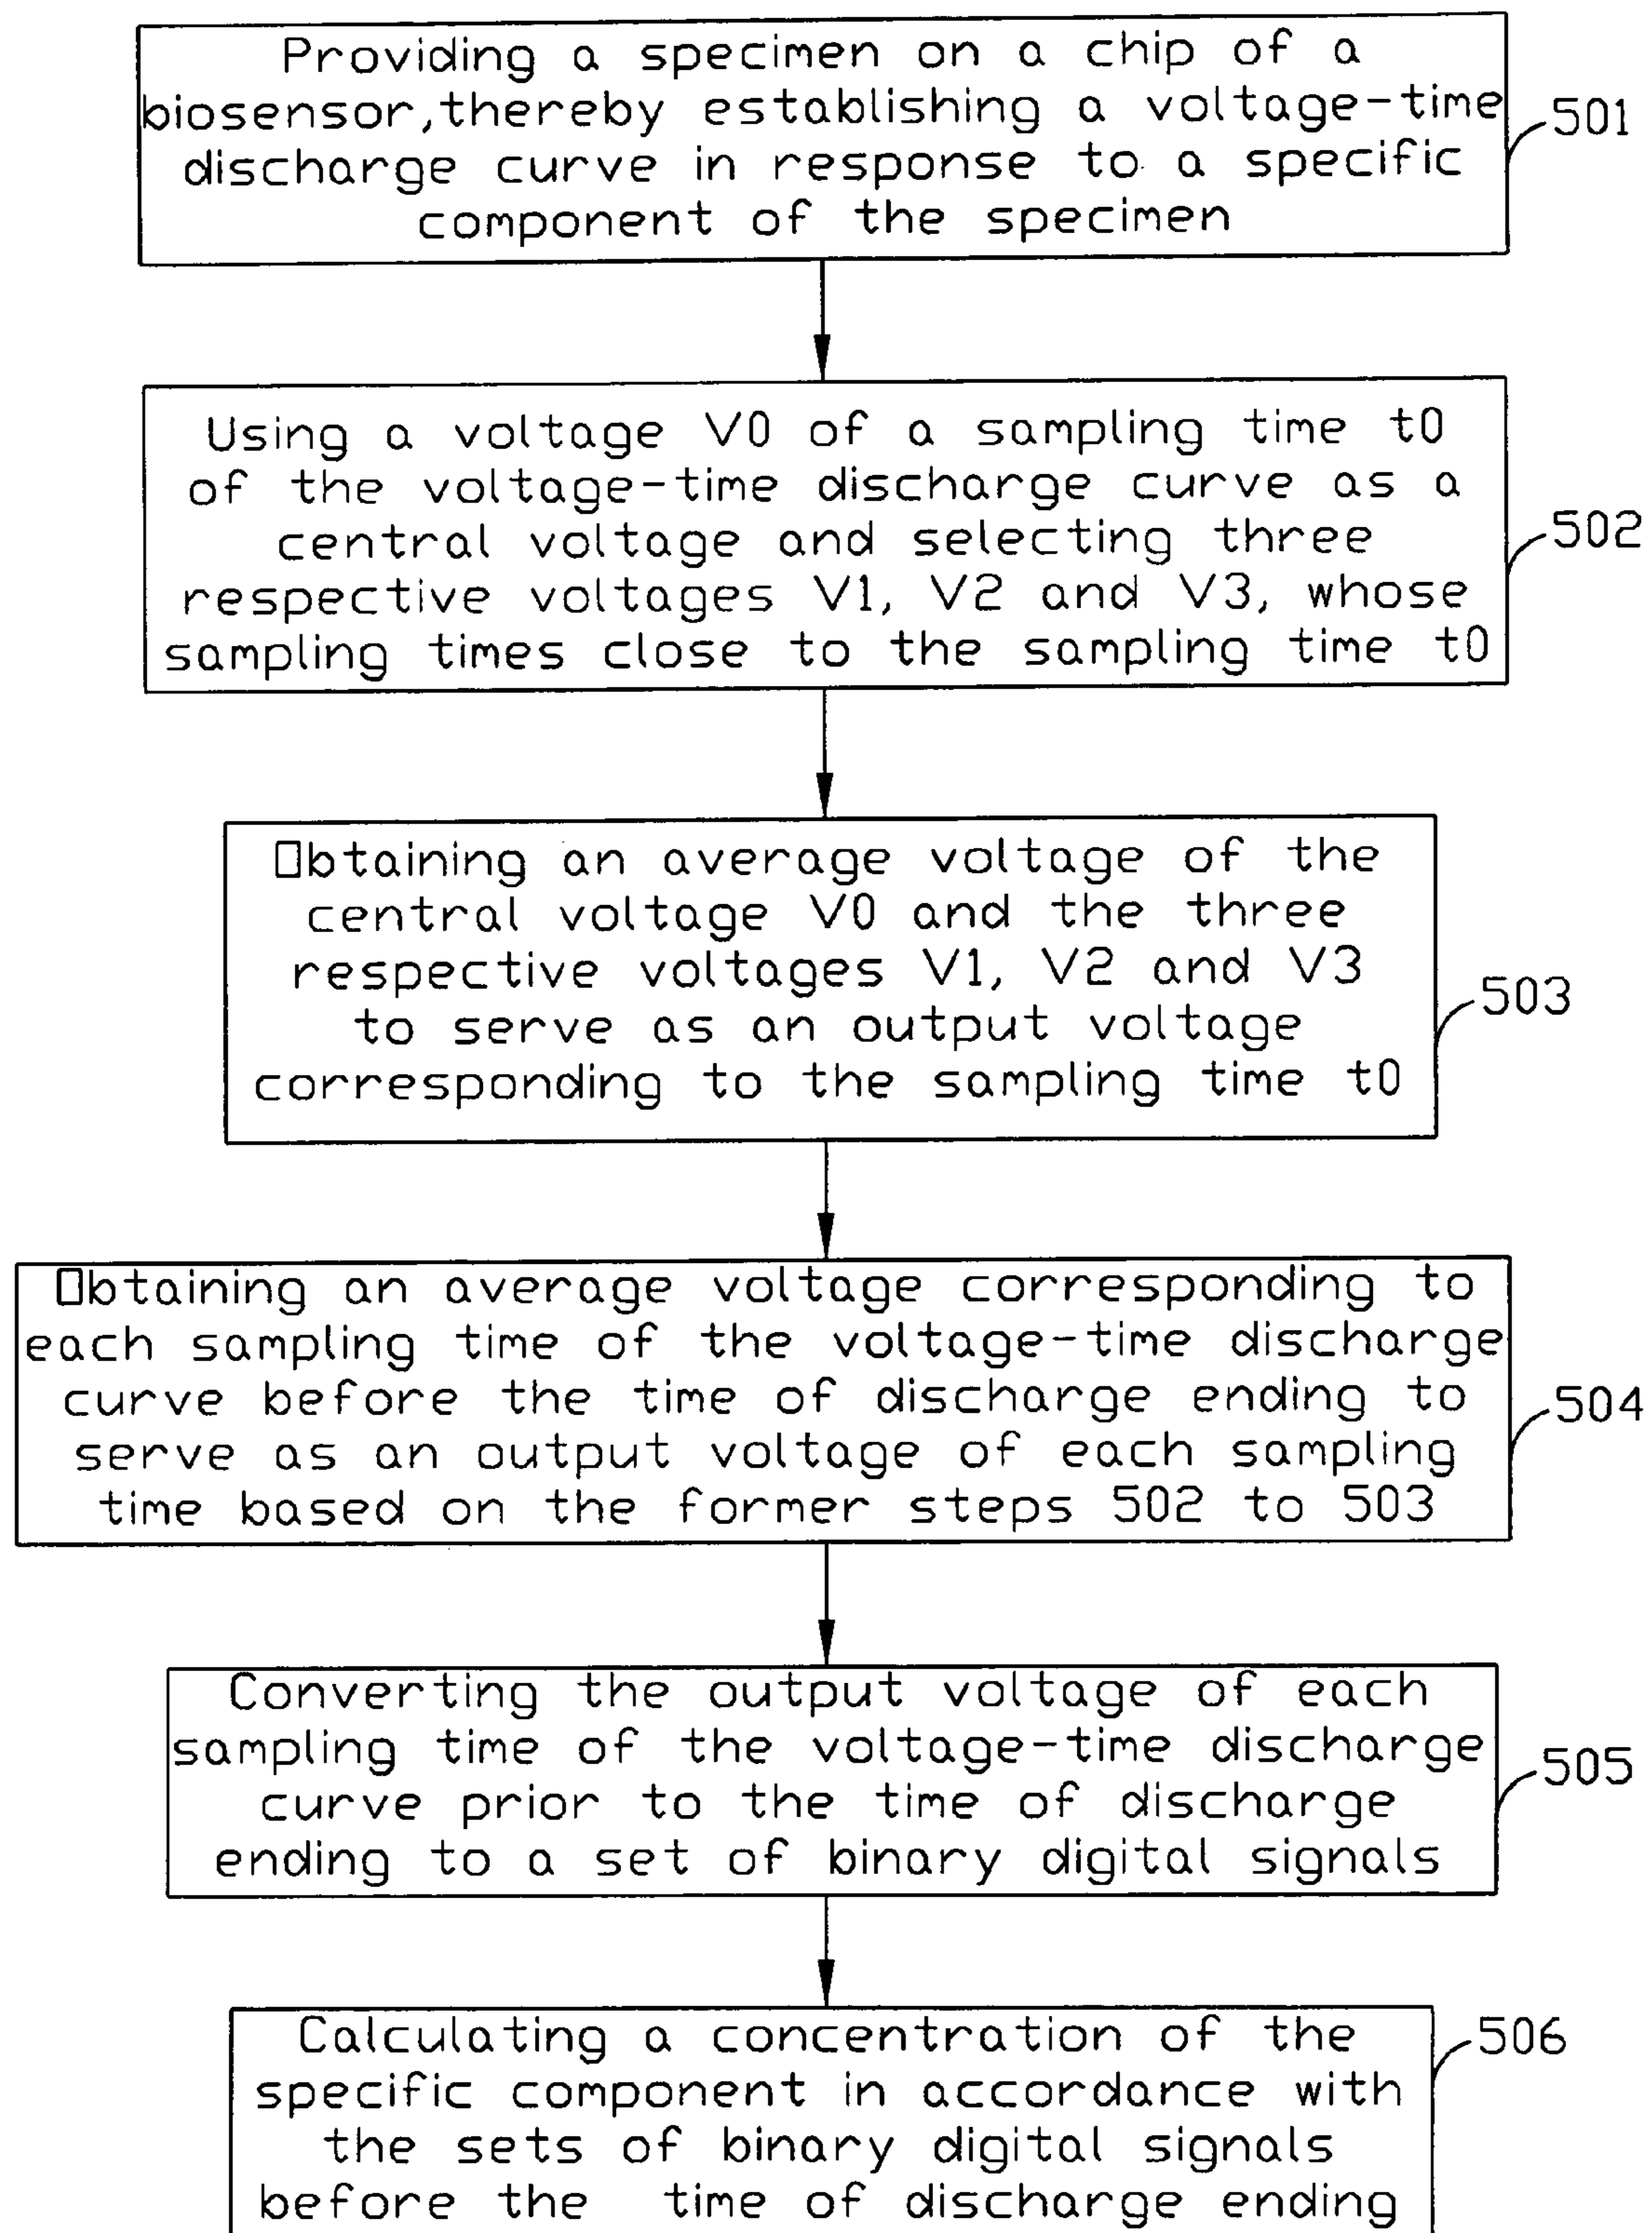 Providing a specimen on a chip of a
biosensor,thereby establishing a voltage-time
discharge curve in response to a specific
component of the specimen
501
Using a voltage V0 of a sampling time t0
of the voltage-time discharge curve as a
central voltage and selecting three
respective voltages V1, V2 and V3, whose
sampling times close to the sampling time t0
502
Obtaining an average voltage of the
central voltage V0 and the three
respective voltages V1, V2 and V3
to serve as an output voltage
corresponding to the sampling time t0
503
Obtaining an average voltage corresponding to
each sampling time of the voltage-time discharge
curve before the time of discharge ending to
serve as an output voltage of each sampling
time based on the former steps 502 to 503
504
Converting the output voltage of each
sampling time of the voltage-time discharge
curve prior to the time of discharge
ending to a set of binary digital signals
505
Calculating a concentration of the
specific component in accordance with
the sets of binary digital signals
before the time of discharge ending
506